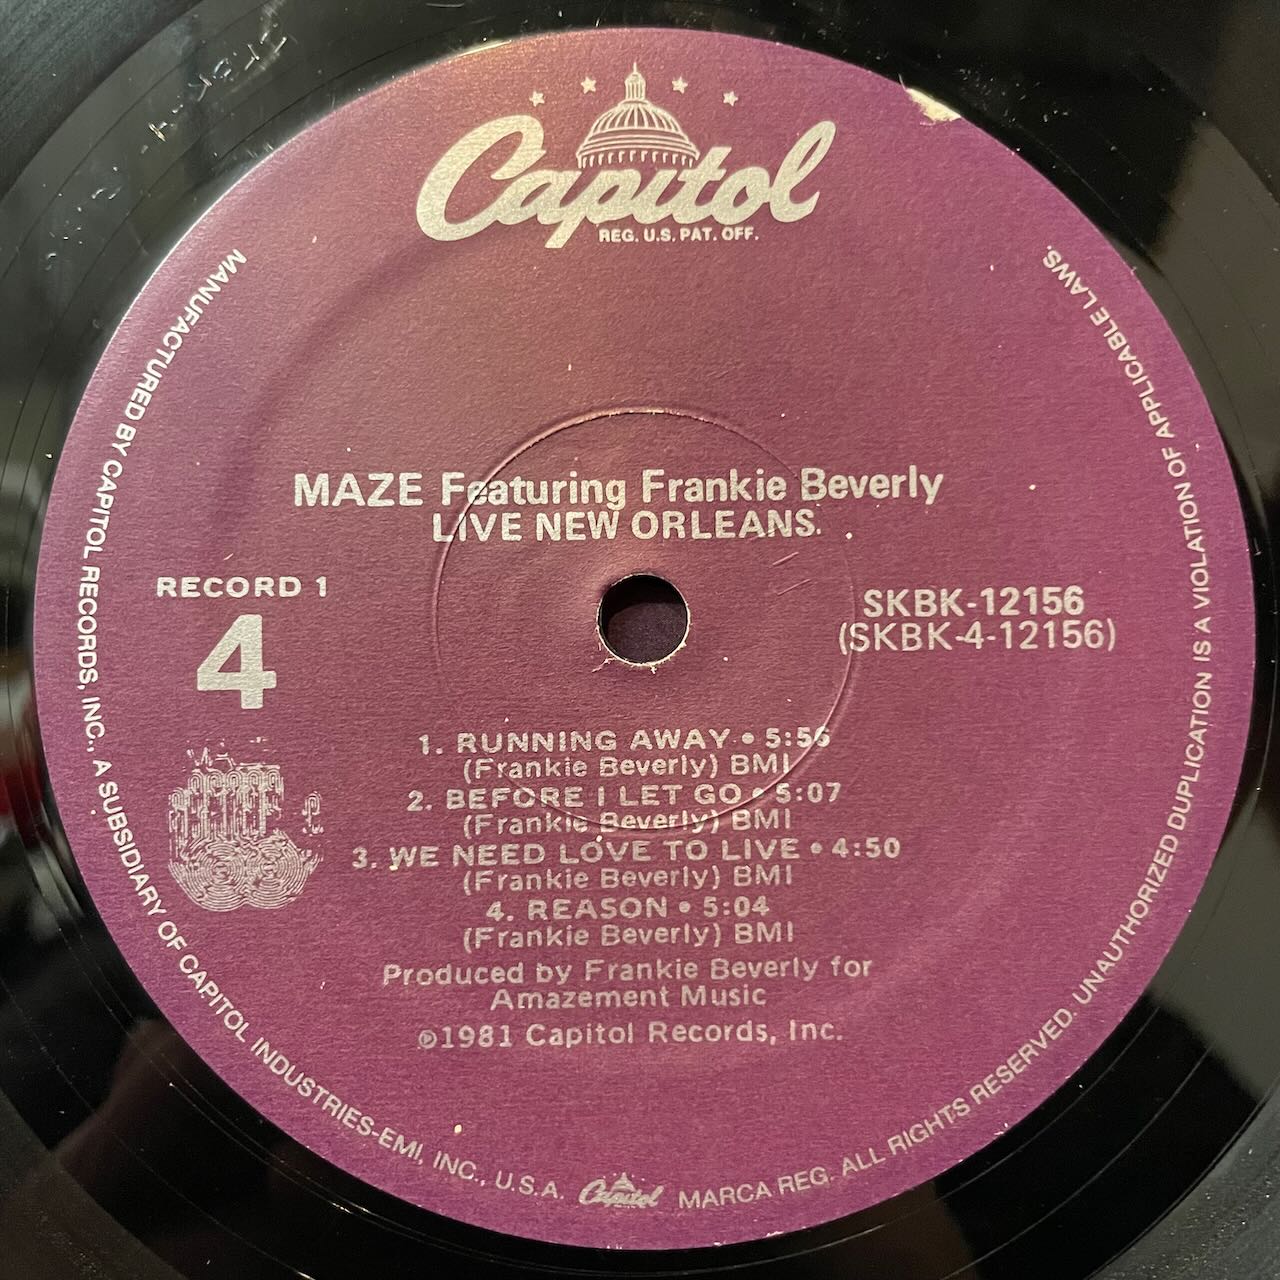 Capitol
REG. U.S. PAT. OFF.
MAZE Featuring Frankie Beverly
LIVE NEW ORLEANS.
RECORD 1
4
SKBK-12156
(SKBK-4-12156)
1. RUNNING AWAY • 5:56
(Frankie Beverly) BMI
2. BEFORE I LET GO • 5:07
(Frankie Beverly) BMI
3. WE NEED LOVE TO LIVE • 4:50
(Frankie Beverly) BMI
4. REASON • 5:04
(Frankie Beverly) BMI
Produced by Frankie Beverly for
Amazement Music
℗1981 Capitol Records, Inc.
MANUFACTURED BY CAPITOL RECORDS, INC., A SUBSIDIARY OF CAPITOL INDUSTRIES-EMI, INC., U.S.A. Capitol MARCA REG. ALL RIGHTS RESERVED. UNAUTHORIZED DUPLICATION IS A VIOLATION OF APPLICABLE LAWS.